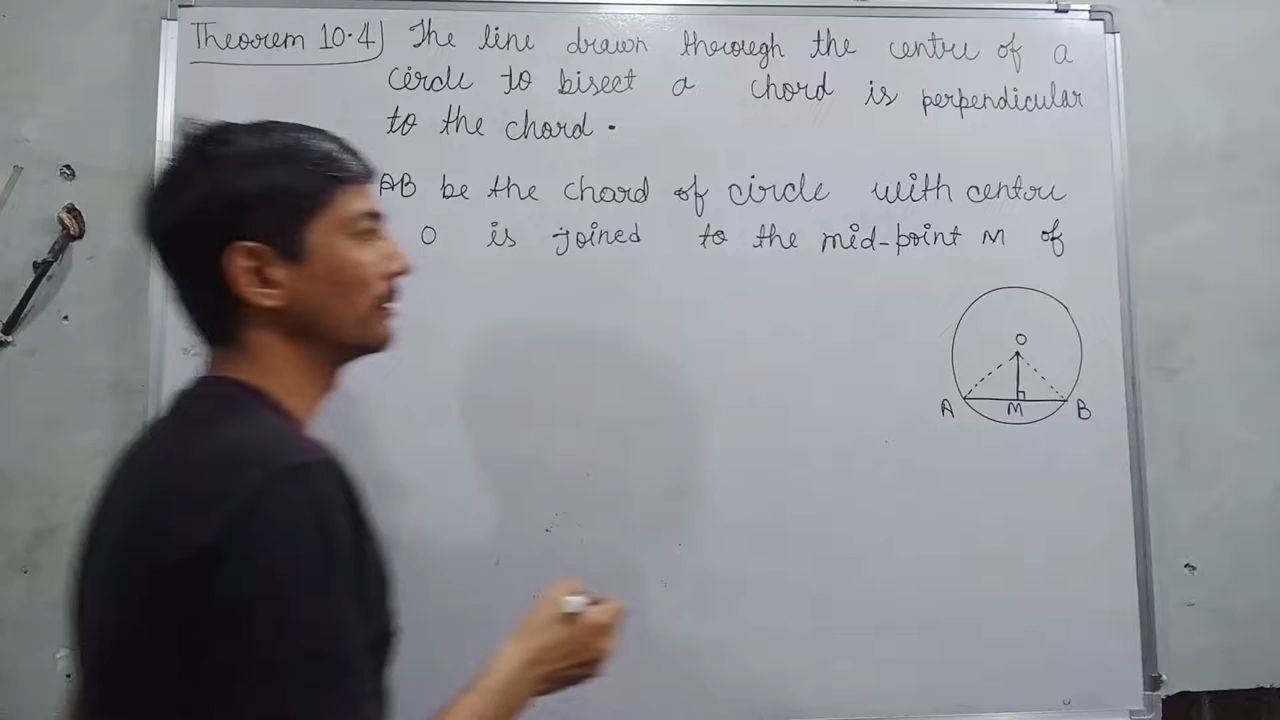 Theorem 10.4) The line drawn through the centre of a
circle to bisect a chord is perpendicular
to the chord.
AB be the chord of circle with centre
O is joined to the mid-point M of
O
A M B